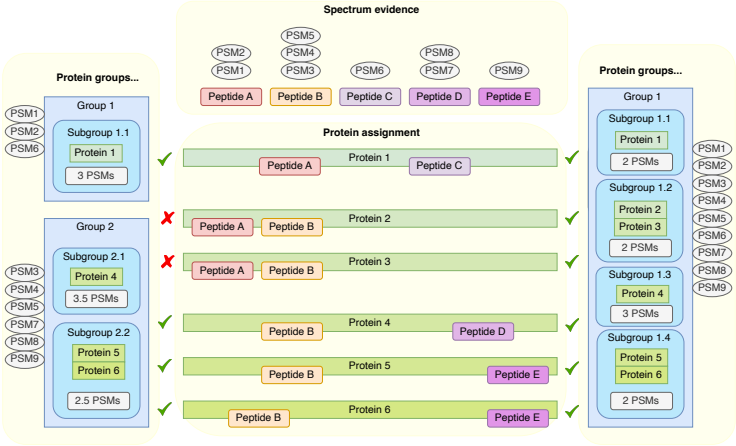 Spectrum evidence
PSM5
PSM2
PSM4
PSM8
PSM1
PSM3
PSM6
PSM7
PSM9
Peptide A
Peptide B
Peptide C
Peptide D
Peptide E
Protein groups...
Group 1
PSM1
PSM2
PSM6
Subgroup 1.1
Protein 1
3 PSMs
Group 2
PSM3
PSM4
PSM5
PSM7
PSM8
PSM9
Subgroup 2.1
Protein 4
3.5 PSMs
Subgroup 2.2
Protein 5
Protein 6
2.5 PSMs
Protein assignment
Protein 1
Peptide A
Peptide C
Protein 2
Peptide A
Peptide B
Protein 3
Peptide A
Peptide B
Protein 4
Peptide B
Peptide D
Protein 5
Peptide B
Peptide E
Protein 6
Peptide B
Peptide E
Protein groups...
Group 1
Subgroup 1.1
Protein 1
2 PSMs
Subgroup 1.2
Protein 2
Protein 3
2 PSMs
Subgroup 1.3
Protein 4
3 PSMs
Subgroup 1.4
Protein 5
Protein 6
2 PSMs
PSM1
PSM2
PSM3
PSM4
PSM5
PSM6
PSM7
PSM8
PSM9